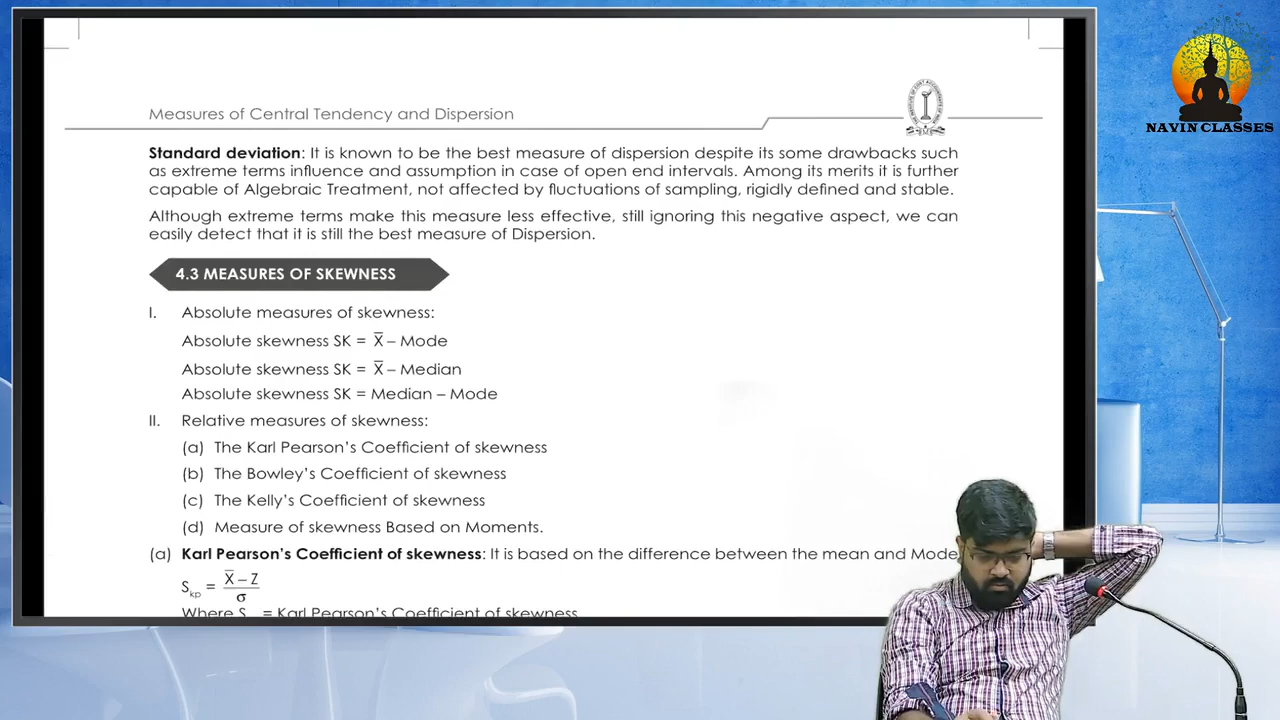 NAVIN CLASSES
Measures of Central Tendency and Dispersion
Standard deviation: It is known to be the best measure of dispersion despite its some drawbacks such
as extreme terms influence and assumption in case of open end intervals. Among its merits it is further
capable of Algebraic Treatment, not affected by fluctuations of sampling, rigidly defined and stable.
Although extreme terms make this measure less effective, still ignoring this negative aspect, we can
easily detect that it is still the best measure of Dispersion.
4.3 MEASURES OF SKEWNESS
I. Absolute measures of skewness:
Absolute skewness SK = X̅ – Mode
Absolute skewness SK = X̅ – Median
Absolute skewness SK = Median – Mode
II. Relative measures of skewness:
(a) The Karl Pearson’s Coefficient of skewness
(b) The Bowley’s Coefficient of skewness
(c) The Kelly’s Coefficient of skewness
(d) Measure of skewness Based on Moments.
(a) Karl Pearson’s Coefficient of skewness: It is based on the difference between the mean and Mode
Skp = X̅ – Z / σ
Where S = Karl Pearson’s Coefficient of skewness